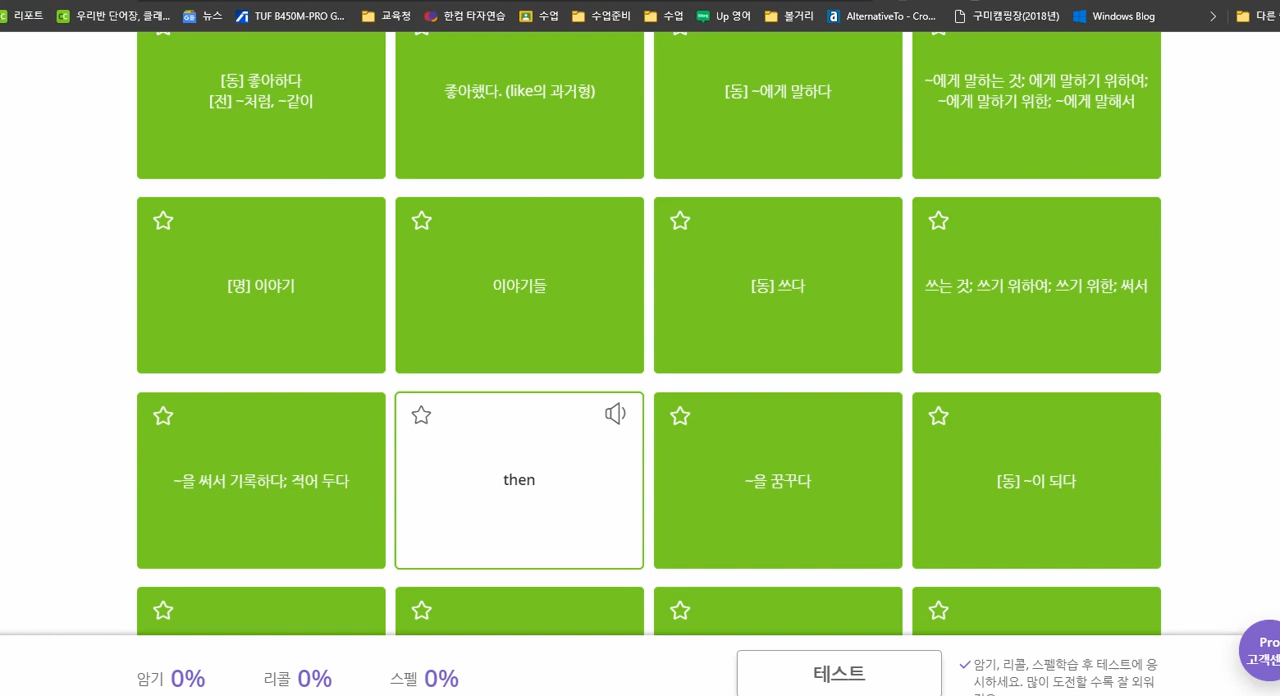 리포트 우리반 단어장, 클래... 뉴스 TUF B450M-PRO G... 교육청 한컴 타자연습 수업 수업준비 수업 Up 영어 볼거리 AlternativeTo - Cro... 구미캠핑장(2018년) Windows Blog 다른
[동] 좋아하다
[전] ~처럼, ~같이
좋아했다. (like의 과거형)
[동] ~에게 말하다
~에게 말하는 것; 에게 말하기 위하여;
~에게 말하기 위한; ~에게 말해서
[명] 이야기
이야기들
[동] 쓰다
쓰는 것; 쓰기 위하여; 쓰기 위한; 써서
~을 써서 기록하다; 적어 두다
then
~을 꿈꾸다
[동] ~이 되다
암기 0% 리콜 0% 스펠 0%
테스트
암기, 리콜, 스펠학습 후 테스트에 응
시하세요. 많이 도전할 수록 잘 외워
Pro
고객센